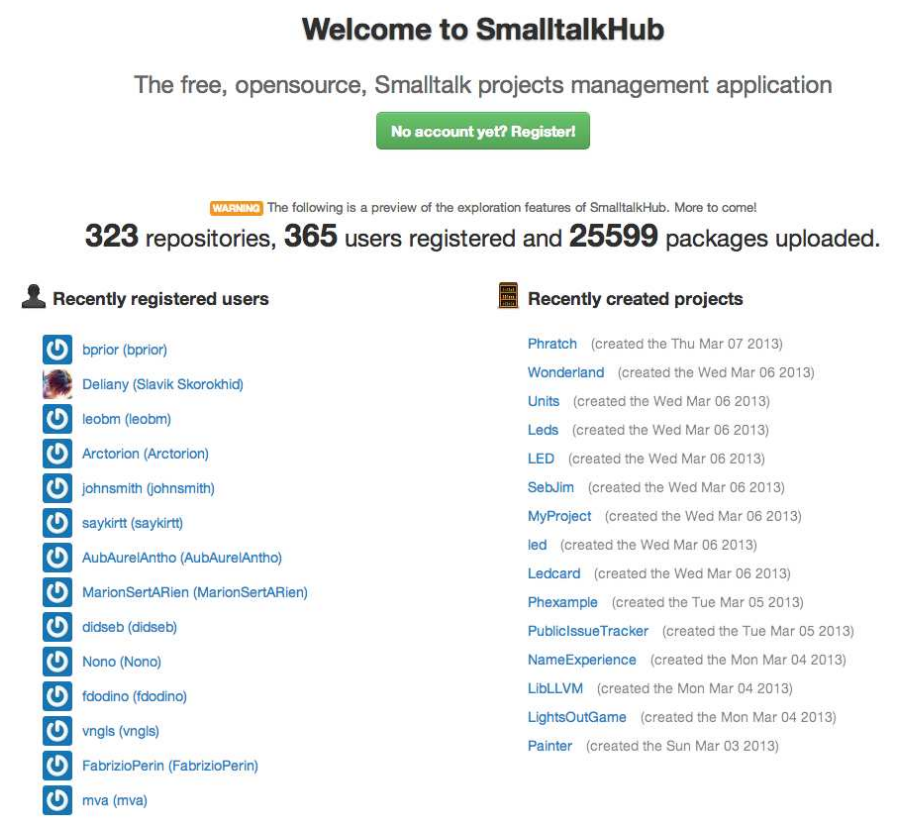 Welcome to SmalltalkHub
The free, opensource, Smalltalk projects management application
No account yet? Register!
WARNING The following is a preview of the exploration features of SmalltalkHub. More to come!
323 repositories, 365 users registered and 25599 packages uploaded.
Recently registered users
bprior (bprior)
Deliany (Slavik Skorokhid)
leobm (leobm)
Arctorion (Arctorion)
johnsmith (johnsmith)
saykirtt (saykirtt)
AubAurelAntho (AubAurelAntho)
MarionSertARien (MarionSertARien)
didseb (didseb)
Nono (Nono)
fdodino (fdodino)
vngls (vngls)
FabrizioPerin (FabrizioPerin)
mva (mva)
Recently created projects
Phratch (created the Thu Mar 07 2013)
Wonderland (created the Wed Mar 06 2013)
Units (created the Wed Mar 06 2013)
Leds (created the Wed Mar 06 2013)
LED (created the Wed Mar 06 2013)
SebJim (created the Wed Mar 06 2013)
MyProject (created the Wed Mar 06 2013)
led (created the Wed Mar 06 2013)
Ledcard (created the Wed Mar 06 2013)
Phexample (created the Tue Mar 05 2013)
PublicIssueTracker (created the Tue Mar 05 2013)
NameExperience (created the Mon Mar 04 2013)
LibLLVM (created the Mon Mar 04 2013)
LightsOutGame (created the Mon Mar 04 2013)
Painter (created the Sun Mar 03 2013)